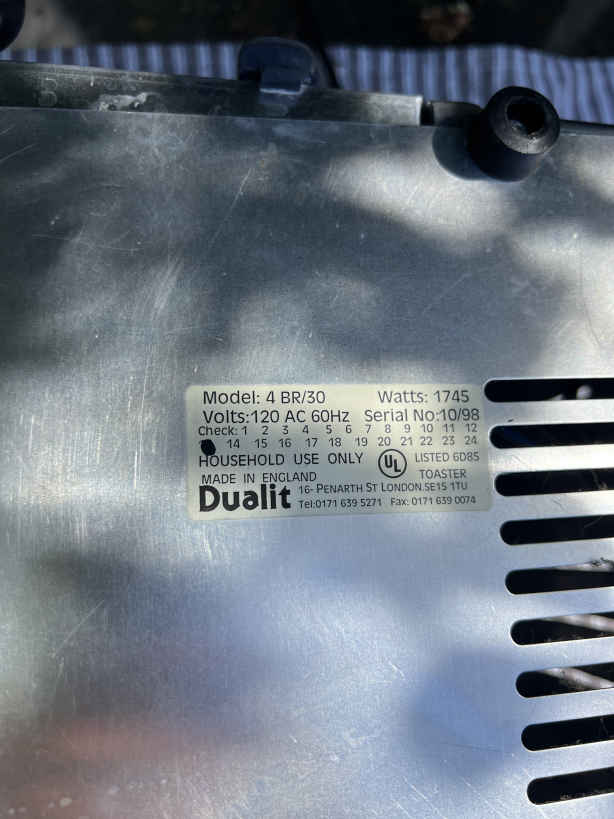 Model: 4 BR/30 Watts: 1745
Volts:120 AC 60Hz Serial No:10/98
Check: 1 2 3 4 5 6 7 8 9 10 11 12
14 15 16 17 18 19 20 21 22 23 24
HOUSEHOLD USE ONLY UL LISTED 6D85
MADE IN ENGLAND TOASTER
Dualit 16- PENARTH ST LONDON.SE15 1TU
Tel:0171 639 5271 Fax: 0171 639 0074